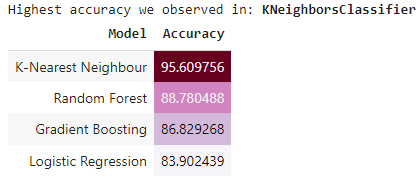 Highest accuracy we observed in: KNeighborsClassifier
Model Accuracy
K-Nearest Neighbour 95.609756
Random Forest 88.780488
Gradient Boosting 86.829268
Logistic Regression 83.902439